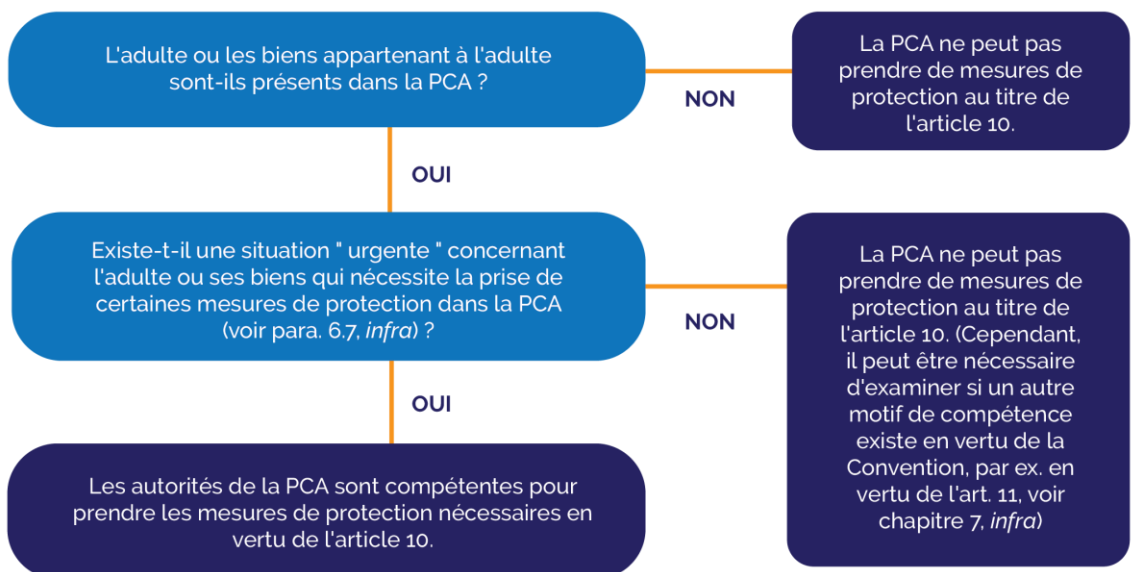 L'adulte ou les biens appartenant à l'adulte
sont-ils présents dans la PCA ?
NON
La PCA ne peut pas
prendre de mesures de
protection au titre de
l'article 10.
OUI
Existe-t-il une situation " urgente " concernant
l'adulte ou ses biens qui nécessite la prise de
certaines mesures de protection dans la PCA
(voir para. 6.7, infra) ?
NON
La PCA ne peut pas
prendre de mesures de
protection au titre de
l'article 10. (Cependant,
il peut être nécessaire
d'examiner si un autre
motif de compétence
existe en vertu de la
Convention, par ex. en
vertu de l'art. 11, voir
chapitre 7, infra)
OUI
Les autorités de la PCA sont compétentes pour
prendre les mesures de protection nécessaires en
vertu de l'article 10.